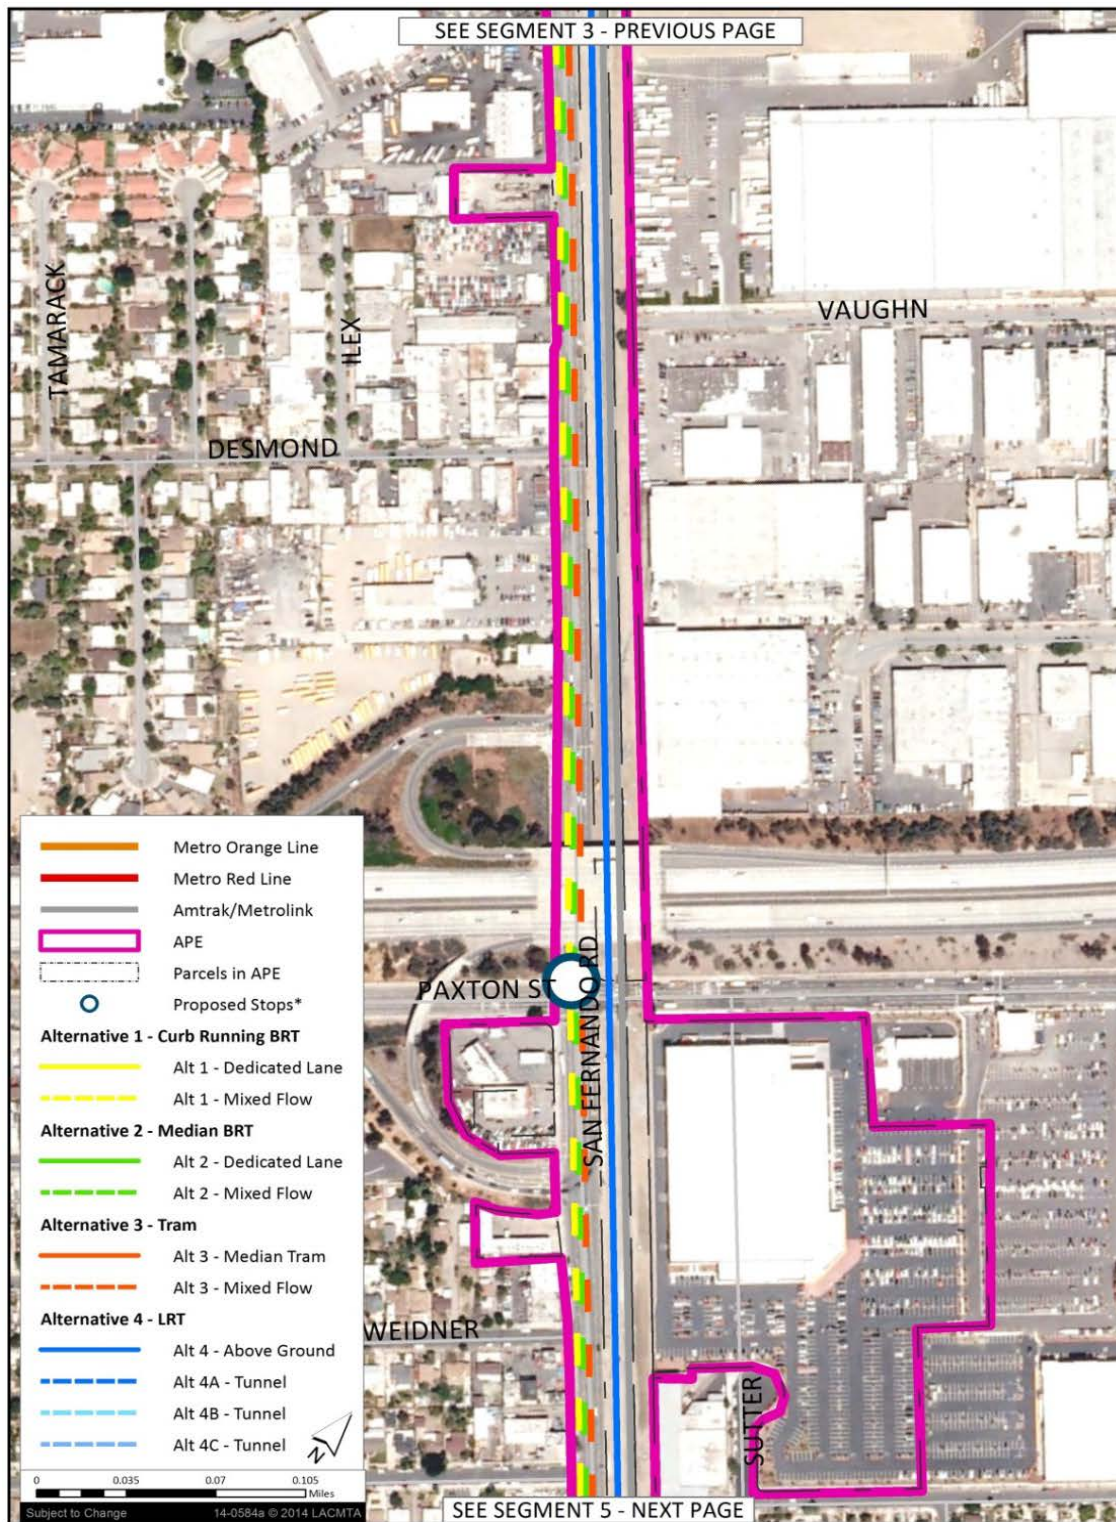 SEE SEGMENT 3 - PREVIOUS PAGE
VAUGHN
TAMARACK
ILEX
DESMOND
PAXTON ST
SAN FERNANDO RD
WEIDNER
SUTTER
Metro Orange Line
Metro Red Line
Amtrak/Metrolink
APE
Parcels in APE
Proposed Stops*
Alternative 1 - Curb Running BRT
Alt 1 - Dedicated Lane
Alt 1 - Mixed Flow
Alternative 2 - Median BRT
Alt 2 - Dedicated Lane
Alt 2 - Mixed Flow
Alternative 3 - Tram
Alt 3 - Median Tram
Alt 3 - Mixed Flow
Alternative 4 - LRT
Alt 4 - Above Ground
Alt 4A - Tunnel
Alt 4B - Tunnel
Alt 4C - Tunnel
N
0 0.035 0.07 0.105
Miles
Subject to Change 14-0584a © 2014 LACMTA
SEE SEGMENT 5 - NEXT PAGE